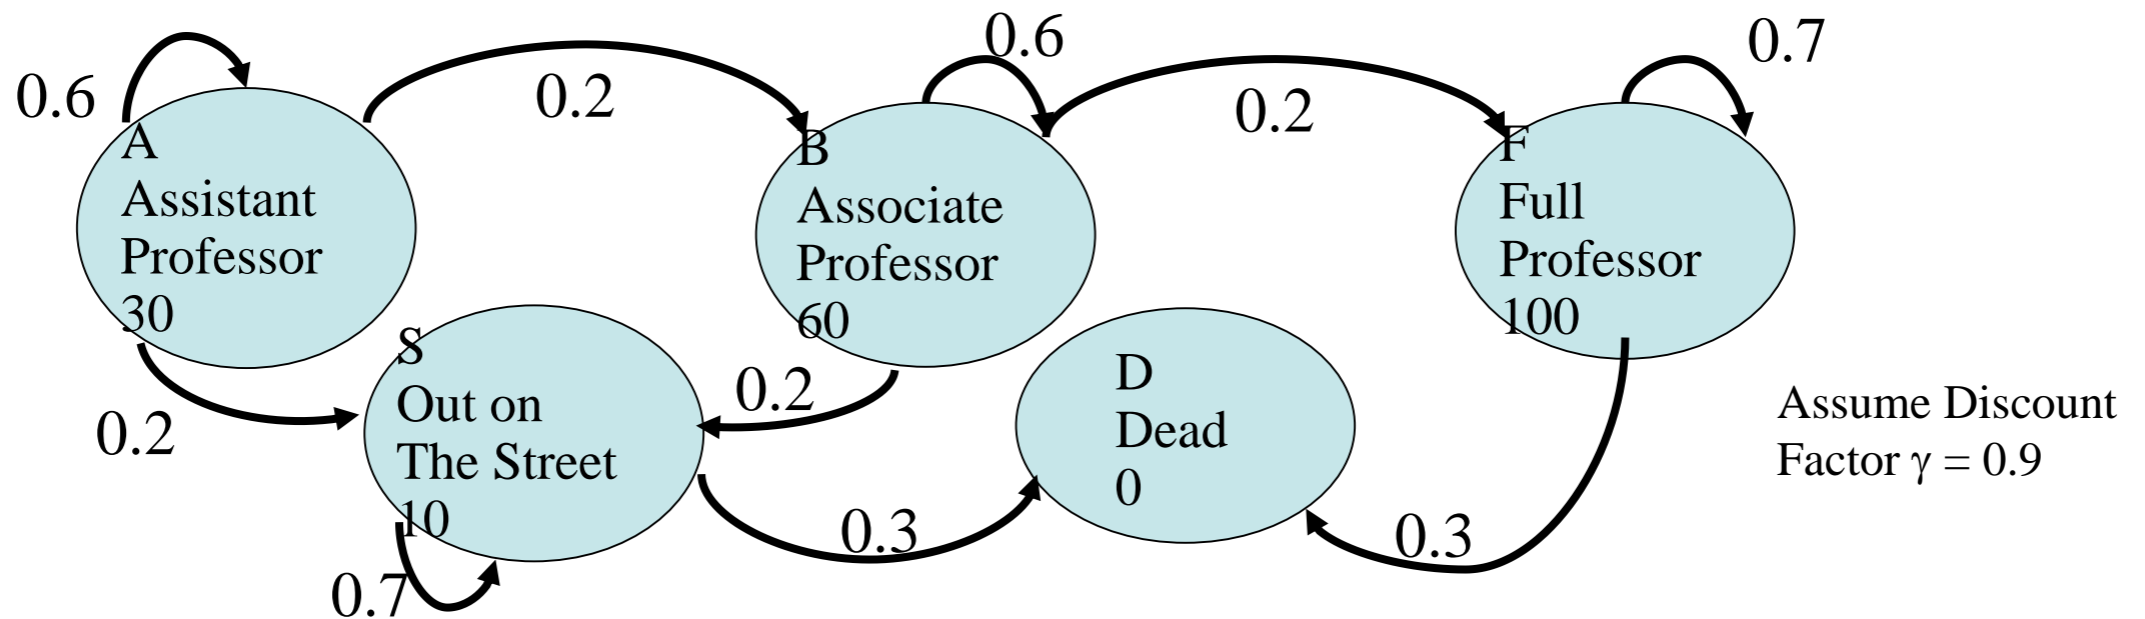 0.6
0.2
0.6
0.2
0.7
A
Assistant
Professor
30
B
Associate
Professor
60
F
Full
Professor
100
S
Out on
The Street
10
D
Dead
0
0.2
0.2
0.3
0.3
0.7
Assume Discount
Factor γ = 0.9